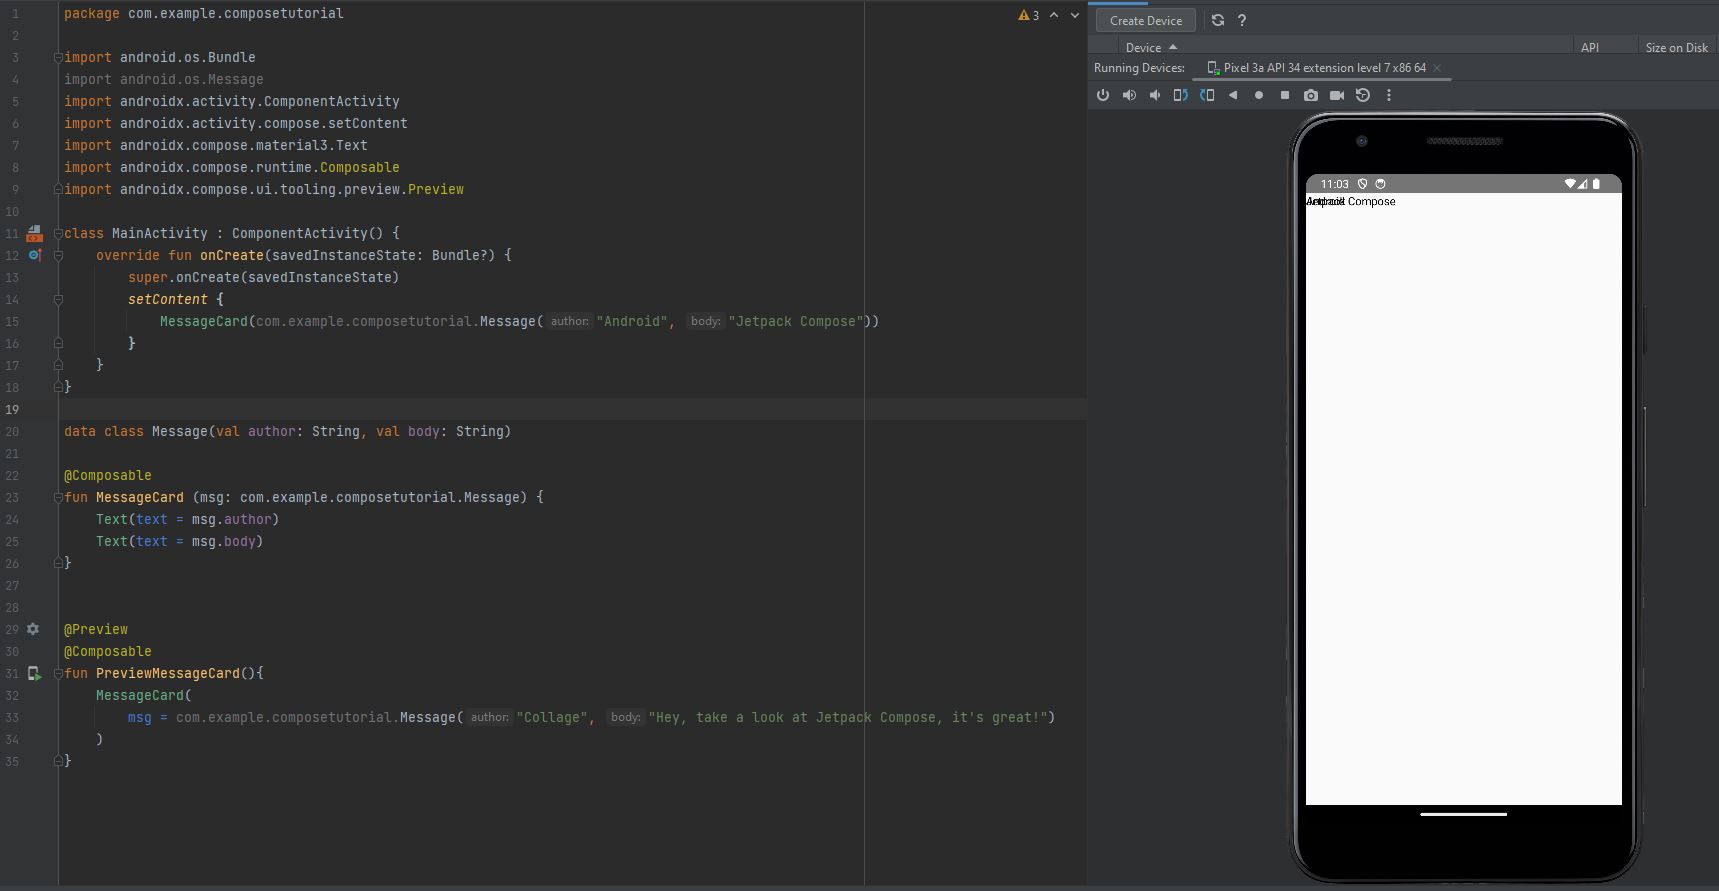 1 package com.example.composetutorial
2
3 import android.os.Bundle
4 import android.os.Message
5 import androidx.activity.ComponentActivity
6 import androidx.activity.compose.setContent
7 import androidx.compose.material3.Text
8 import androidx.compose.runtime.Composable
9 import androidx.compose.ui.tooling.preview.Preview
10
11 class MainActivity : ComponentActivity() {
12 override fun onCreate(savedInstanceState: Bundle?) {
13 super.onCreate(savedInstanceState)
14 setContent {
15 MessageCard(com.example.composetutorial.Message( author: "Android", body: "Jetpack Compose"))
16 }
17 }
18 }
19
20 data class Message(val author: String, val body: String)
21
22 @Composable
23 fun MessageCard (msg: com.example.composetutorial.Message) {
24 Text(text = msg.author)
25 Text(text = msg.body)
26 }
27
28
29 @Preview
30 @Composable
31 fun PreviewMessageCard(){
32 MessageCard(
33 msg = com.example.composetutorial.Message( author: "Collage", body: "Hey, take a look at Jetpack Compose, it's great!")
34 )
35 }
3
Create Device ?
Device API Size on Disk
Running Devices: Pixel 3a API 34 extension level 7 x86 64
11:03
Compose